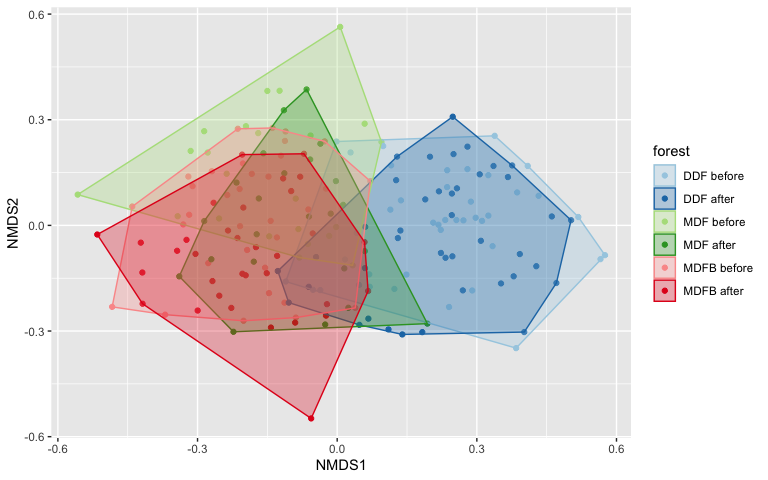 0.6
0.3
0.0
-0.3
-0.6
NMDS2
-0.6
-0.3
0.0
0.3
0.6
NMDS1
forest
DDF before
DDF after
MDF before
MDF after
MDFB before
MDFB after